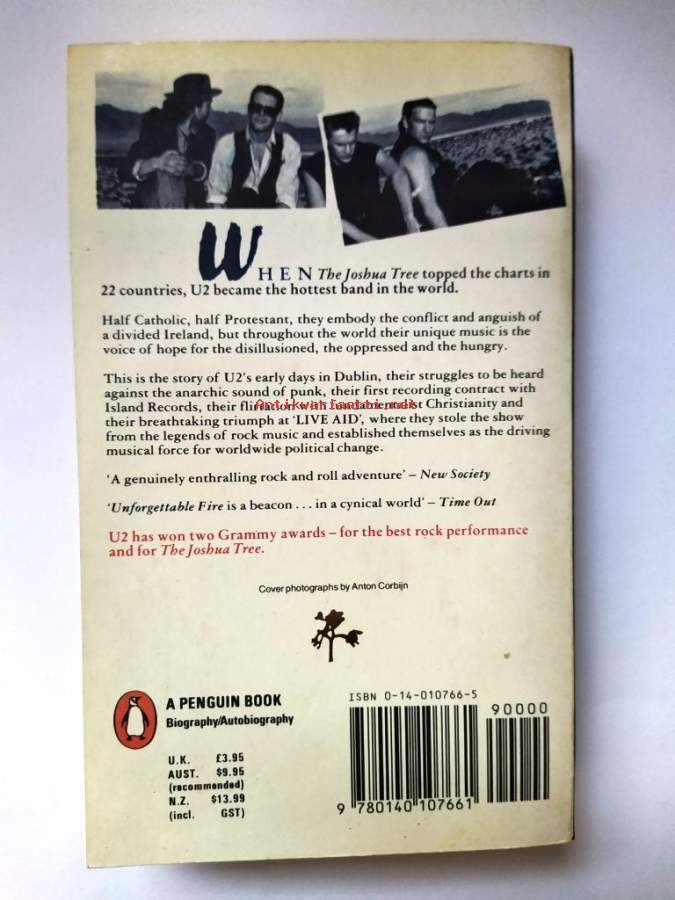 WHEN The Joshua Tree topped the charts in
22 countries, U2 became the hottest band in the world.
Half Catholic, half Protestant, they embody the conflict and anguish of
a divided Ireland, but throughout the world their unique music is the
voice of hope for the disillusioned, the oppressed and the hungry.
This is the story of U2's early days in Dublin, their struggles to be heard
against the anarchic sound of punk, their first recording contract with
Island Records, their flirtation with fundamentalist Christianity and
Antikvariaatti.net
their breathtaking triumph at 'LIVE AID', where they stole the show
from the legends of rock music and established themselves as the driving
musical force for worldwide political change.
'A genuinely enthralling rock and roll adventure' – New Society
'Unforgettable Fire is a beacon ... in a cynical world' – Time Out
U2 has won two Grammy awards – for the best rock performance
and for The Joshua Tree.
Cover photographs by Anton Corbijn
A PENGUIN BOOK
Biography/Autobiography
U.K. £3.95
AUST. $9.95
(recommended)
N.Z. $13.99
(incl. GST)
ISBN 0-14-010766-5
90000
9 780140 107661